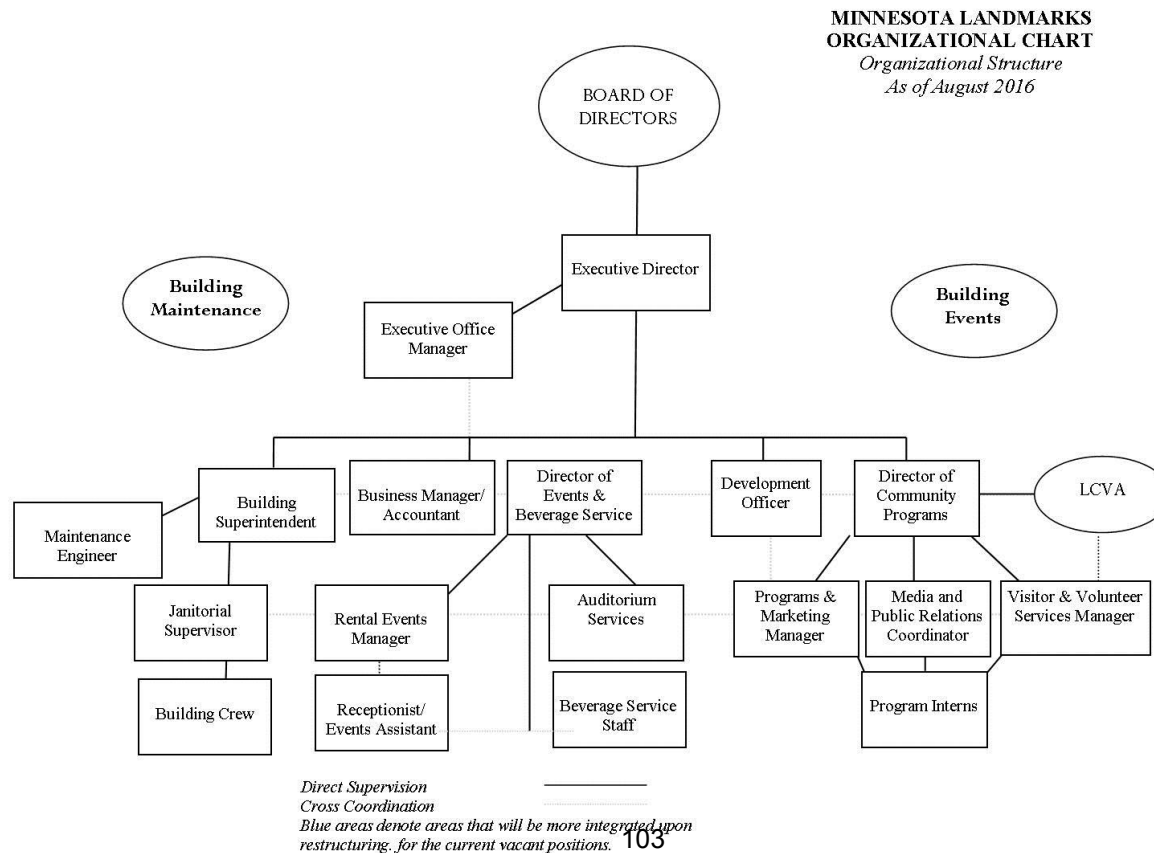 MINNESOTA LANDMARKS
ORGANIZATIONAL CHART
Organizational Structure
As of August 2016
BOARD OF
DIRECTORS
Executive Director
Building
Maintenance
Building
Events
Executive Office
Manager
Building
Superintendent
Business Manager/
Accountant
Director of
Events &
Beverage Service
Development
Officer
Director of
Community
Programs
LCVA
Maintenance
Engineer
Janitorial
Supervisor
Rental Events
Manager
Auditorium
Services
Programs &
Marketing
Manager
Media and
Public Relations
Coordinator
Visitor & Volunteer
Services Manager
Building Crew
Receptionist/
Events Assistant
Beverage Service
Staff
Program Interns
Direct Supervision
Cross Coordination
Blue areas denote areas that will be more integrated upon
restructuring. for the current vacant positions.
103